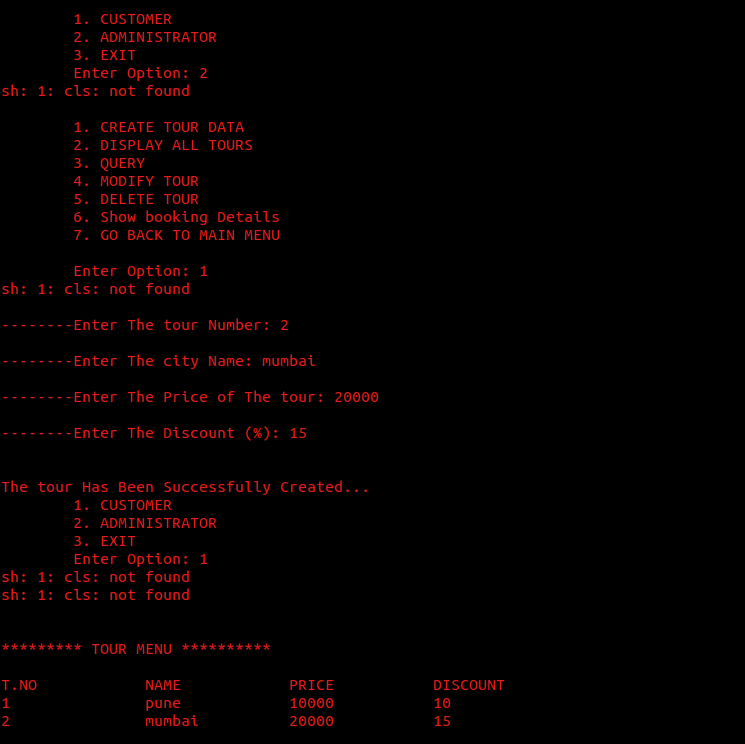 1. CUSTOMER
2. ADMINISTRATOR
3. EXIT
Enter Option: 2
sh: 1: cls: not found
1. CREATE TOUR DATA
2. DISPLAY ALL TOURS
3. QUERY
4. MODIFY TOUR
5. DELETE TOUR
6. Show booking Details
7. GO BACK TO MAIN MENU
Enter Option: 1
sh: 1: cls: not found
--------Enter The tour Number: 2
--------Enter The city Name: mumbai
--------Enter The Price of The tour: 20000
--------Enter The Discount (%): 15
The tour Has Been Successfully Created...
1. CUSTOMER
2. ADMINISTRATOR
3. EXIT
Enter Option: 1
sh: 1: cls: not found
sh: 1: cls: not found
********* TOUR MENU **********
T.NO NAME PRICE DISCOUNT
1 pune 10000 10
2 mumbai 20000 15